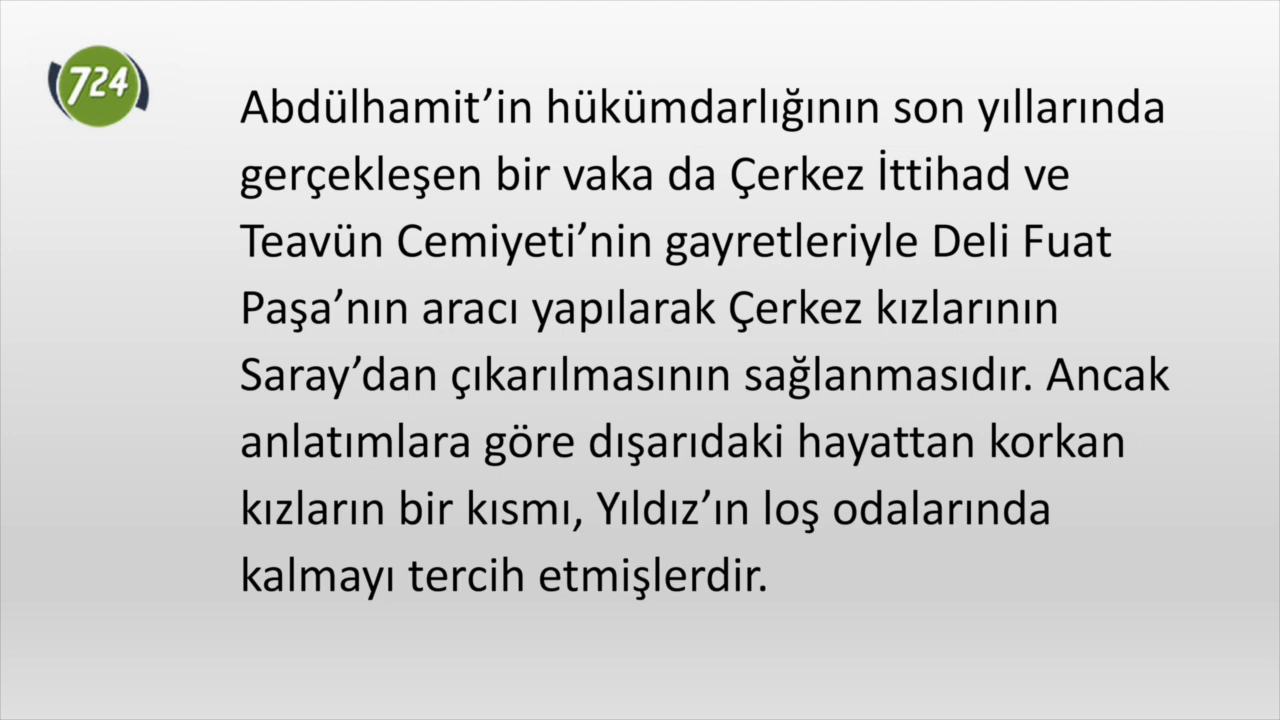 724
Abdülhamit’in hükümdarlığının son yıllarında
gerçekleşen bir vaka da Çerkez İttihad ve
Teavün Cemiyeti’nin gayretleriyle Deli Fuat
Paşa’nın aracı yapılarak Çerkez kızlarının
Saray’dan çıkarılmasının sağlanmasıdır. Ancak
anlatımlara göre dışarıdaki hayattan korkan
kızların bir kısmı, Yıldız’ın loş odalarında
kalmayı tercih etmişlerdir.